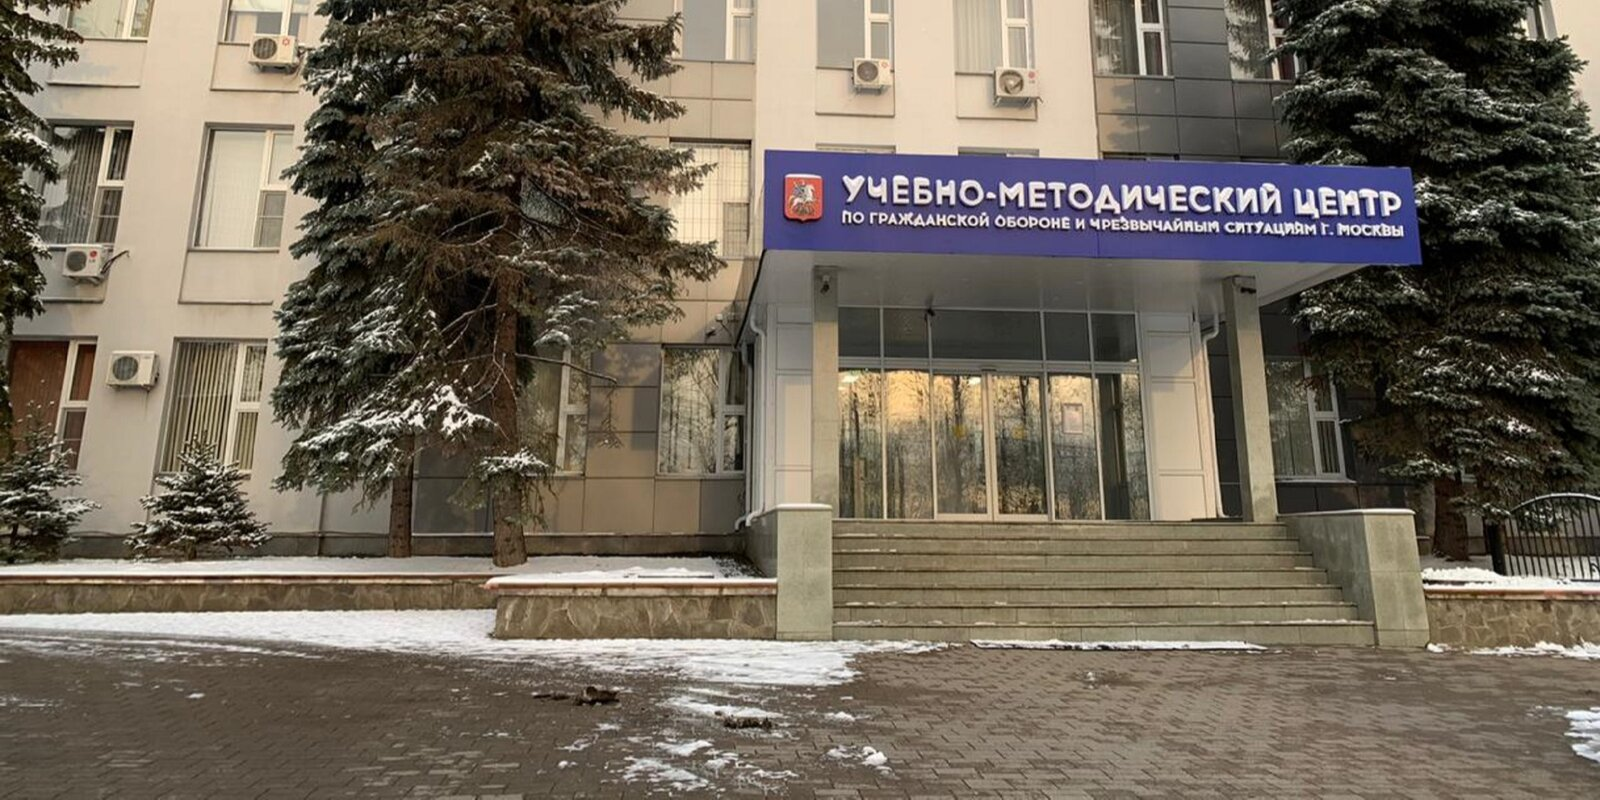 УЧЕБНО-МЕТОДИЧЕСКИЙ ЦЕНТР
ПО ГРАЖДАНСКОЙ ОБОРОНЕ И ЧРЕЗВЫЧАЙНЫМ СИТУАЦИЯМ Г. МОСКВЫ